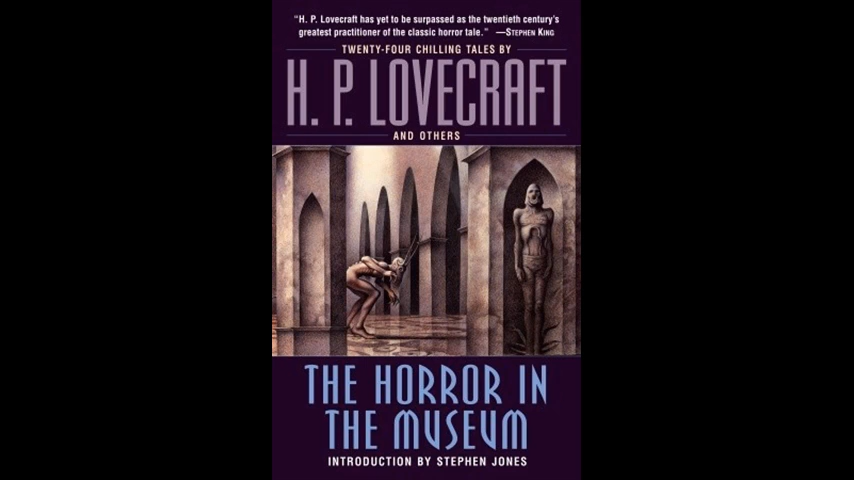 "H. P. Lovecraft has yet to be surpassed as the twentieth century's
greatest practitioner of the classic horror tale." —Stephen King
TWENTY-FOUR CHILLING TALES BY
H. P. LOVECRAFT
AND OTHERS
THE HORROR IN
THE MUSEUM
INTRODUCTION BY STEPHEN JONES